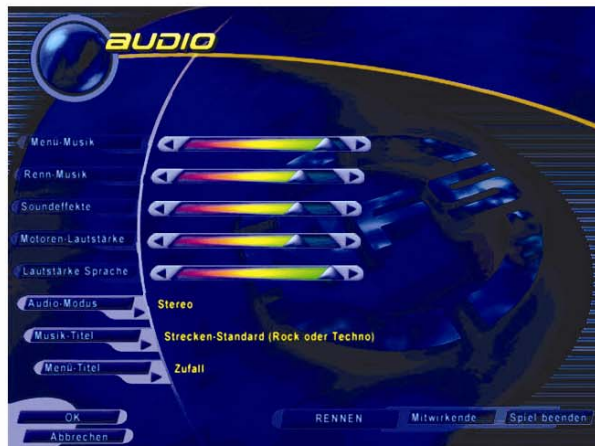 AUDIO
Menü-Musik
Renn-Musik
Soundeffekte
Motoren-Lautstärke
Lautstärke Sprache
Audio-Modus Stereo
Musik-Titel Strecken-Standard (Rock oder Techno)
Menü-Titel Zufall
OK RENNEN Mitwirkende Spiel beenden
Abbrechen